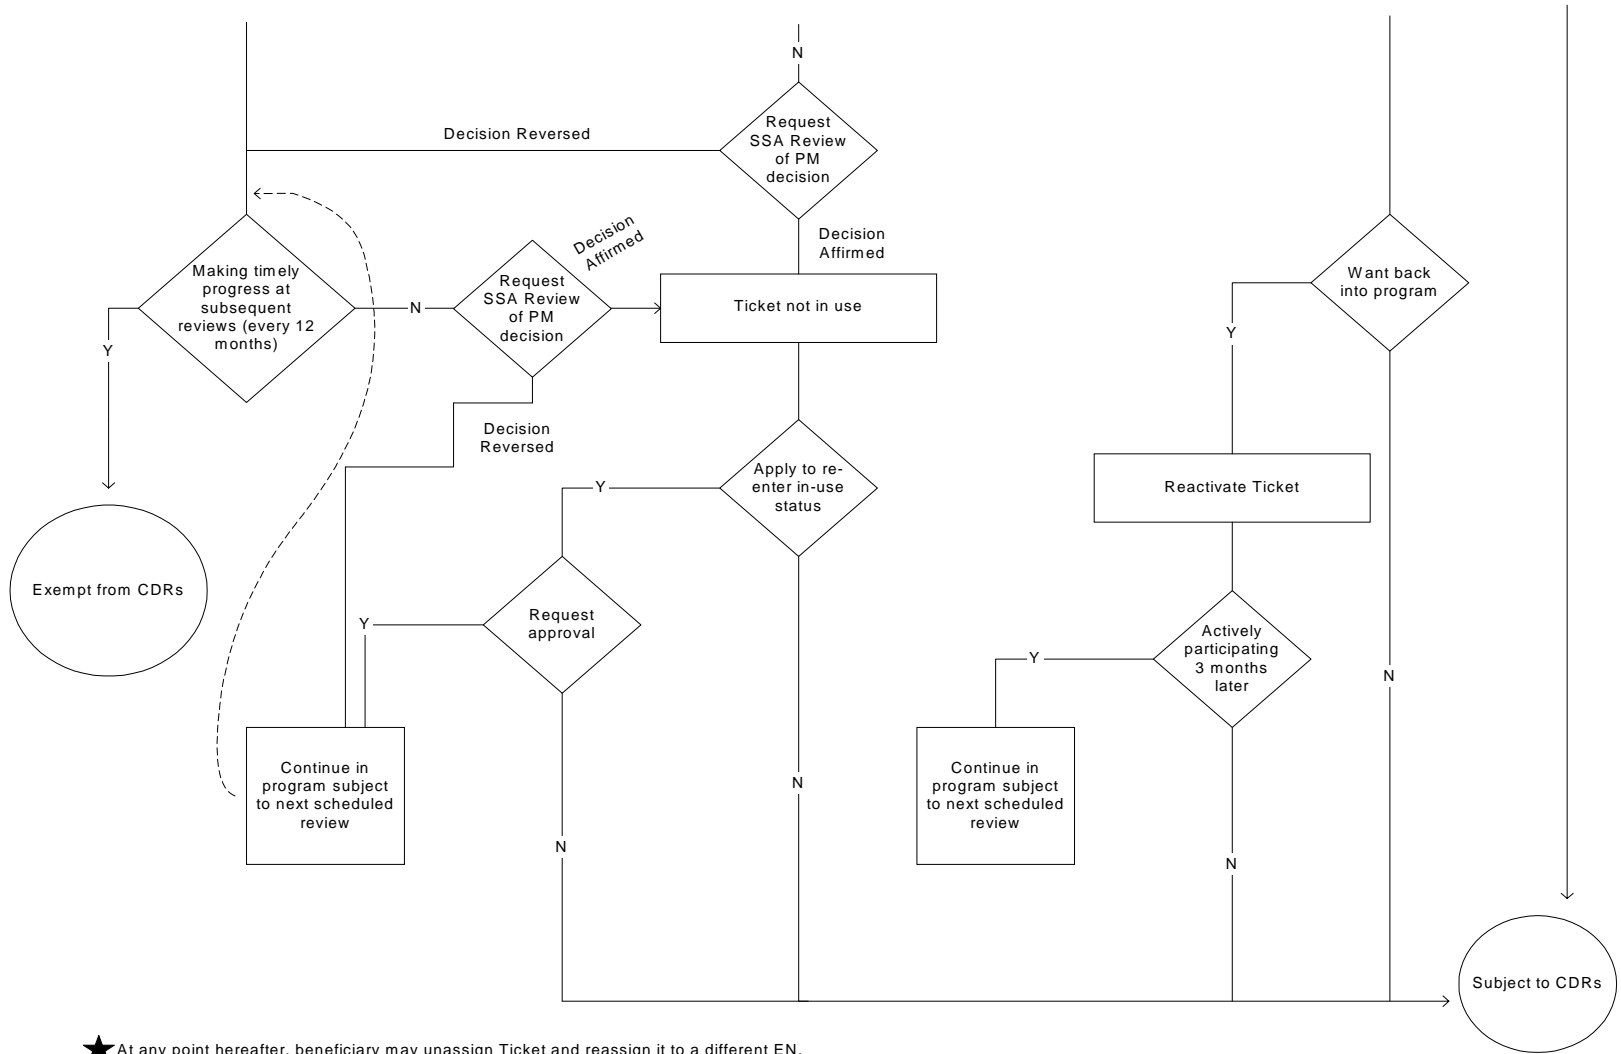 N
Request
SSA Review
of PM
decision
Decision Reversed
Decision
Affirmed
Making timely
progress at
subsequent
reviews (every 12
months)
N
Y
Request
SSA Review
of PM
decision
Decision
Affirmed
Decision
Reversed
Ticket not in use
Want back
into program
Y
N
Apply to re-
enter in-use
status
Y
N
Reactivate Ticket
Exempt from CDRs
Request
approval
Y
N
Actively
participating
3 months
later
Y
N
Continue in
program subject
to next scheduled
review
Continue in
program subject
to next scheduled
review
Subject to CDRs
At any point hereafter, beneficiary may unassign Ticket and reassign it to a different EN.